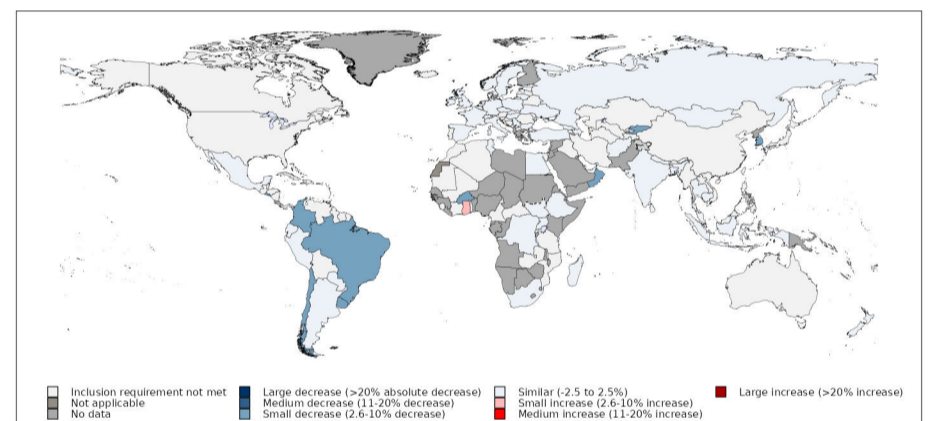 Inclusion requirement not met
Not applicable
No data
Large decrease (>20% absolute decrease)
Medium decrease (11-20% decrease)
Small decrease (2.6-10% decrease)
Similar (-2.5 to 2.5%)
Small increase (2.6-10% increase)
Medium increase (11-20% increase)
Large increase (>20% increase)